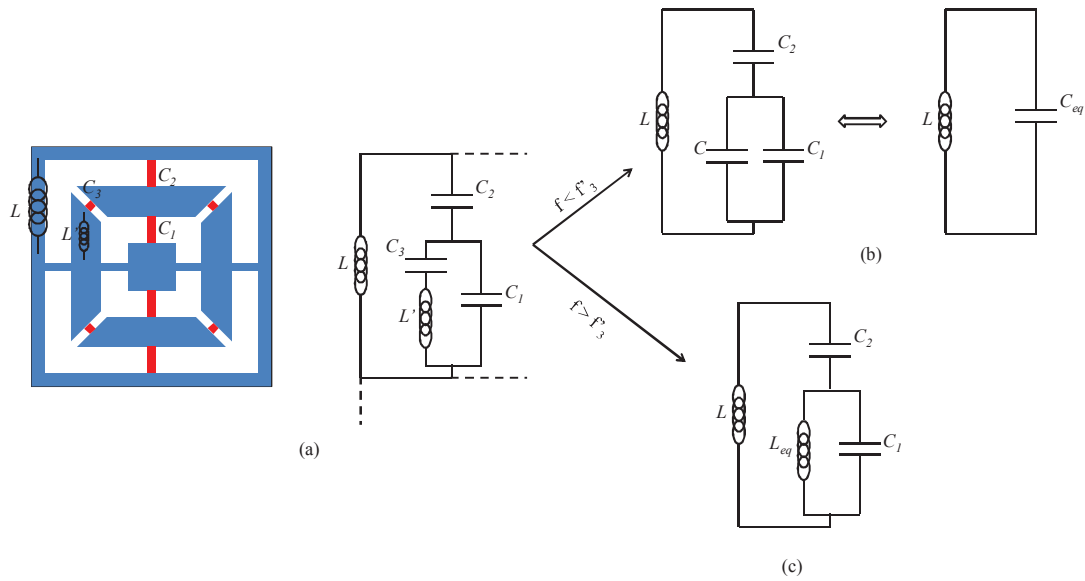 L
C3
C2
L'
C1
(a)
L
C2
C3
L'
C1
f < f'3
f > f'3
L
C2
C
C1
L
Ceq
(b)
L
C2
Leq
C1
(c)